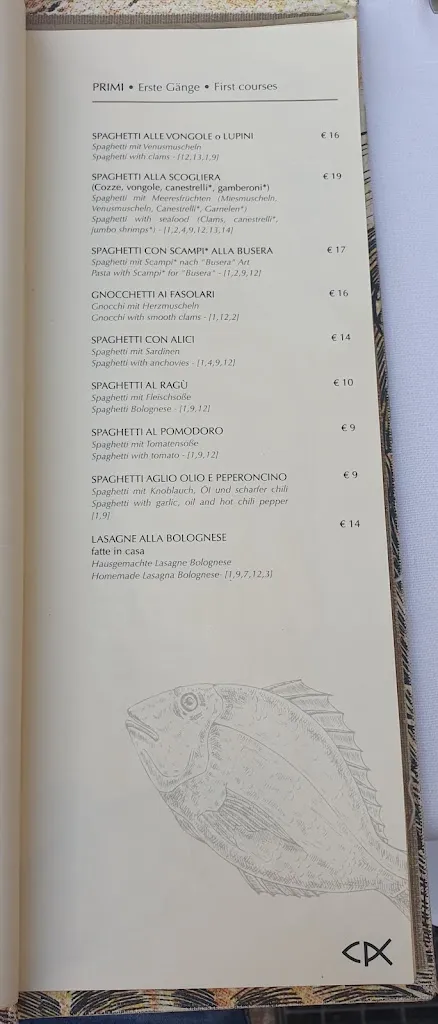 PRIMI • Erste Gänge • First courses
SPAGHETTI ALLE VONGOLE o LUPINI € 16
Spaghetti mit Venusmuscheln
Spaghetti with clams - [12,13,1,9]
SPAGHETTI ALLA SCOGLIERA € 19
(Cozze, vongole, canestrelli*, gamberoni*)
Spaghetti mit Meeresfrüchten (Miesmuscheln,
Venusmuscheln, Canestrelli*, Garnelen*)
Spaghetti with seafood (Clams, canestrelli*,
jumbo shrimps*) - [1,2,4,9,12,13,14]
SPAGHETTI CON SCAMPI* ALLA BUSERA € 17
Spaghetti mit Scampi* nach "Busera" Art
Pasta with Scampi* for "Busera" - [1,2,9,12]
GNOCCHETTI AI FASOLARI € 16
Gnocchi mit Herzmuscheln
Gnocchi with smooth clams - [1,12,2]
SPAGHETTI CON ALICI € 14
Spaghetti mit Sardinen
Spaghetti with anchovies - [1,4,9,12]
SPAGHETTI AL RAGÙ € 10
Spaghetti mit Fleischsoße
Spaghetti Bolognese - [1,9,12]
SPAGHETTI AL POMODORO € 9
Spaghetti mit Tomatensoße
Spaghetti with tomato - [1,9,12]
SPAGHETTI AGLIO OLIO E PEPERONCINO € 9
Spaghetti mit Knoblauch, Öl und scharfer chili
Spaghetti with garlic, oil and hot chili pepper
[1,9]
LASAGNE ALLA BOLOGNESE € 14
fatte in casa
Hausgemachte Lasagne Bolognese
Homemade Lasagna Bolognese- [1,9,7,12,3]